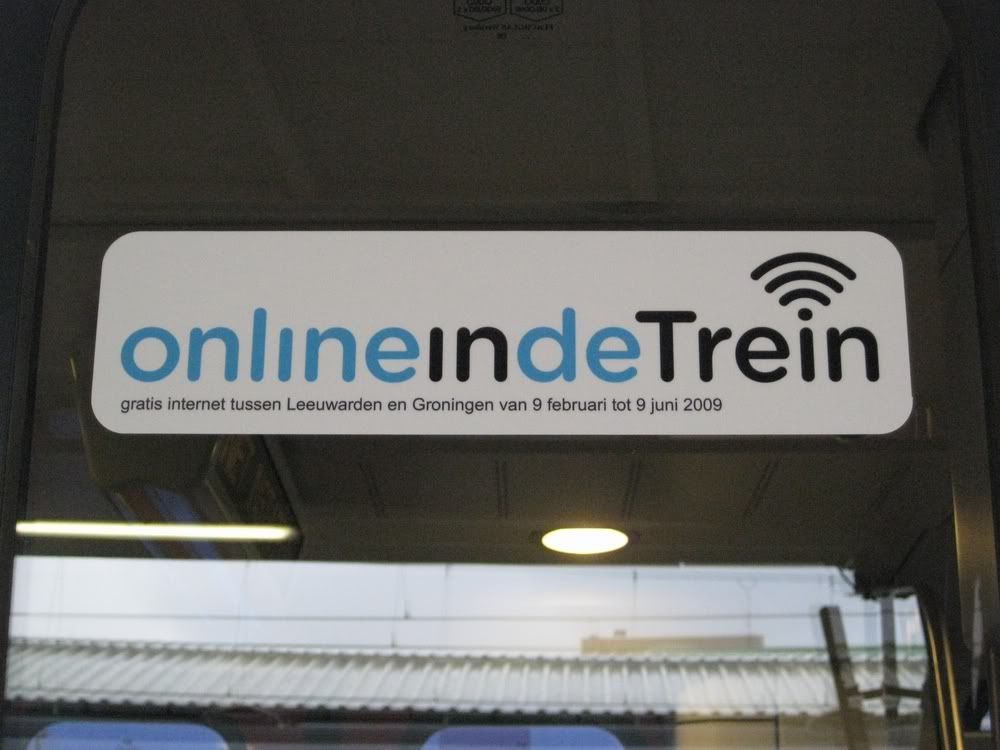 onlineindeTrein
gratis internet tussen Leeuwarden en Groningen van 9 februari tot 9 juni 2009